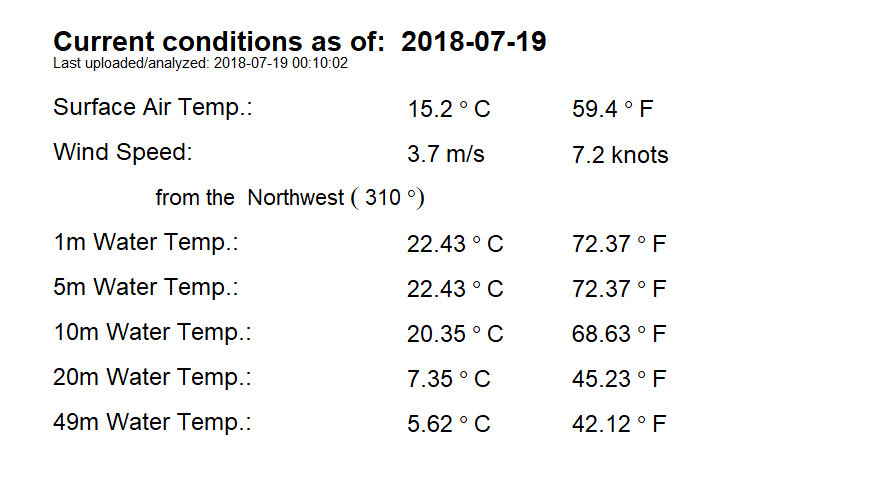 Current conditions as of: 2018-07-19
Last uploaded/analyzed: 2018-07-19 00:10:02
Surface Air Temp.: 15.2 ° C 59.4 ° F
Wind Speed: 3.7 m/s 7.2 knots
from the Northwest ( 310 °)
1m Water Temp.: 22.43 ° C 72.37 ° F
5m Water Temp.: 22.43 ° C 72.37 ° F
10m Water Temp.: 20.35 ° C 68.63 ° F
20m Water Temp.: 7.35 ° C 45.23 ° F
49m Water Temp.: 5.62 ° C 42.12 ° F